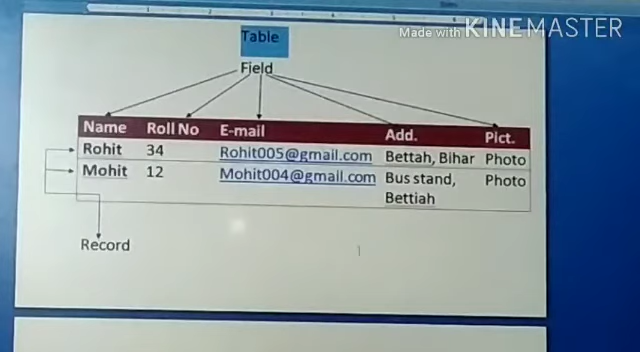 Made with KINEMASTER
Table
Field
Name Roll No E-mail Add. Pict.
Rohit 34 Rohit005@gmail.com Bettah, Bihar Photo
Mohit 12 Mohit004@gmail.com Bus stand, Photo
Bettiah
Record